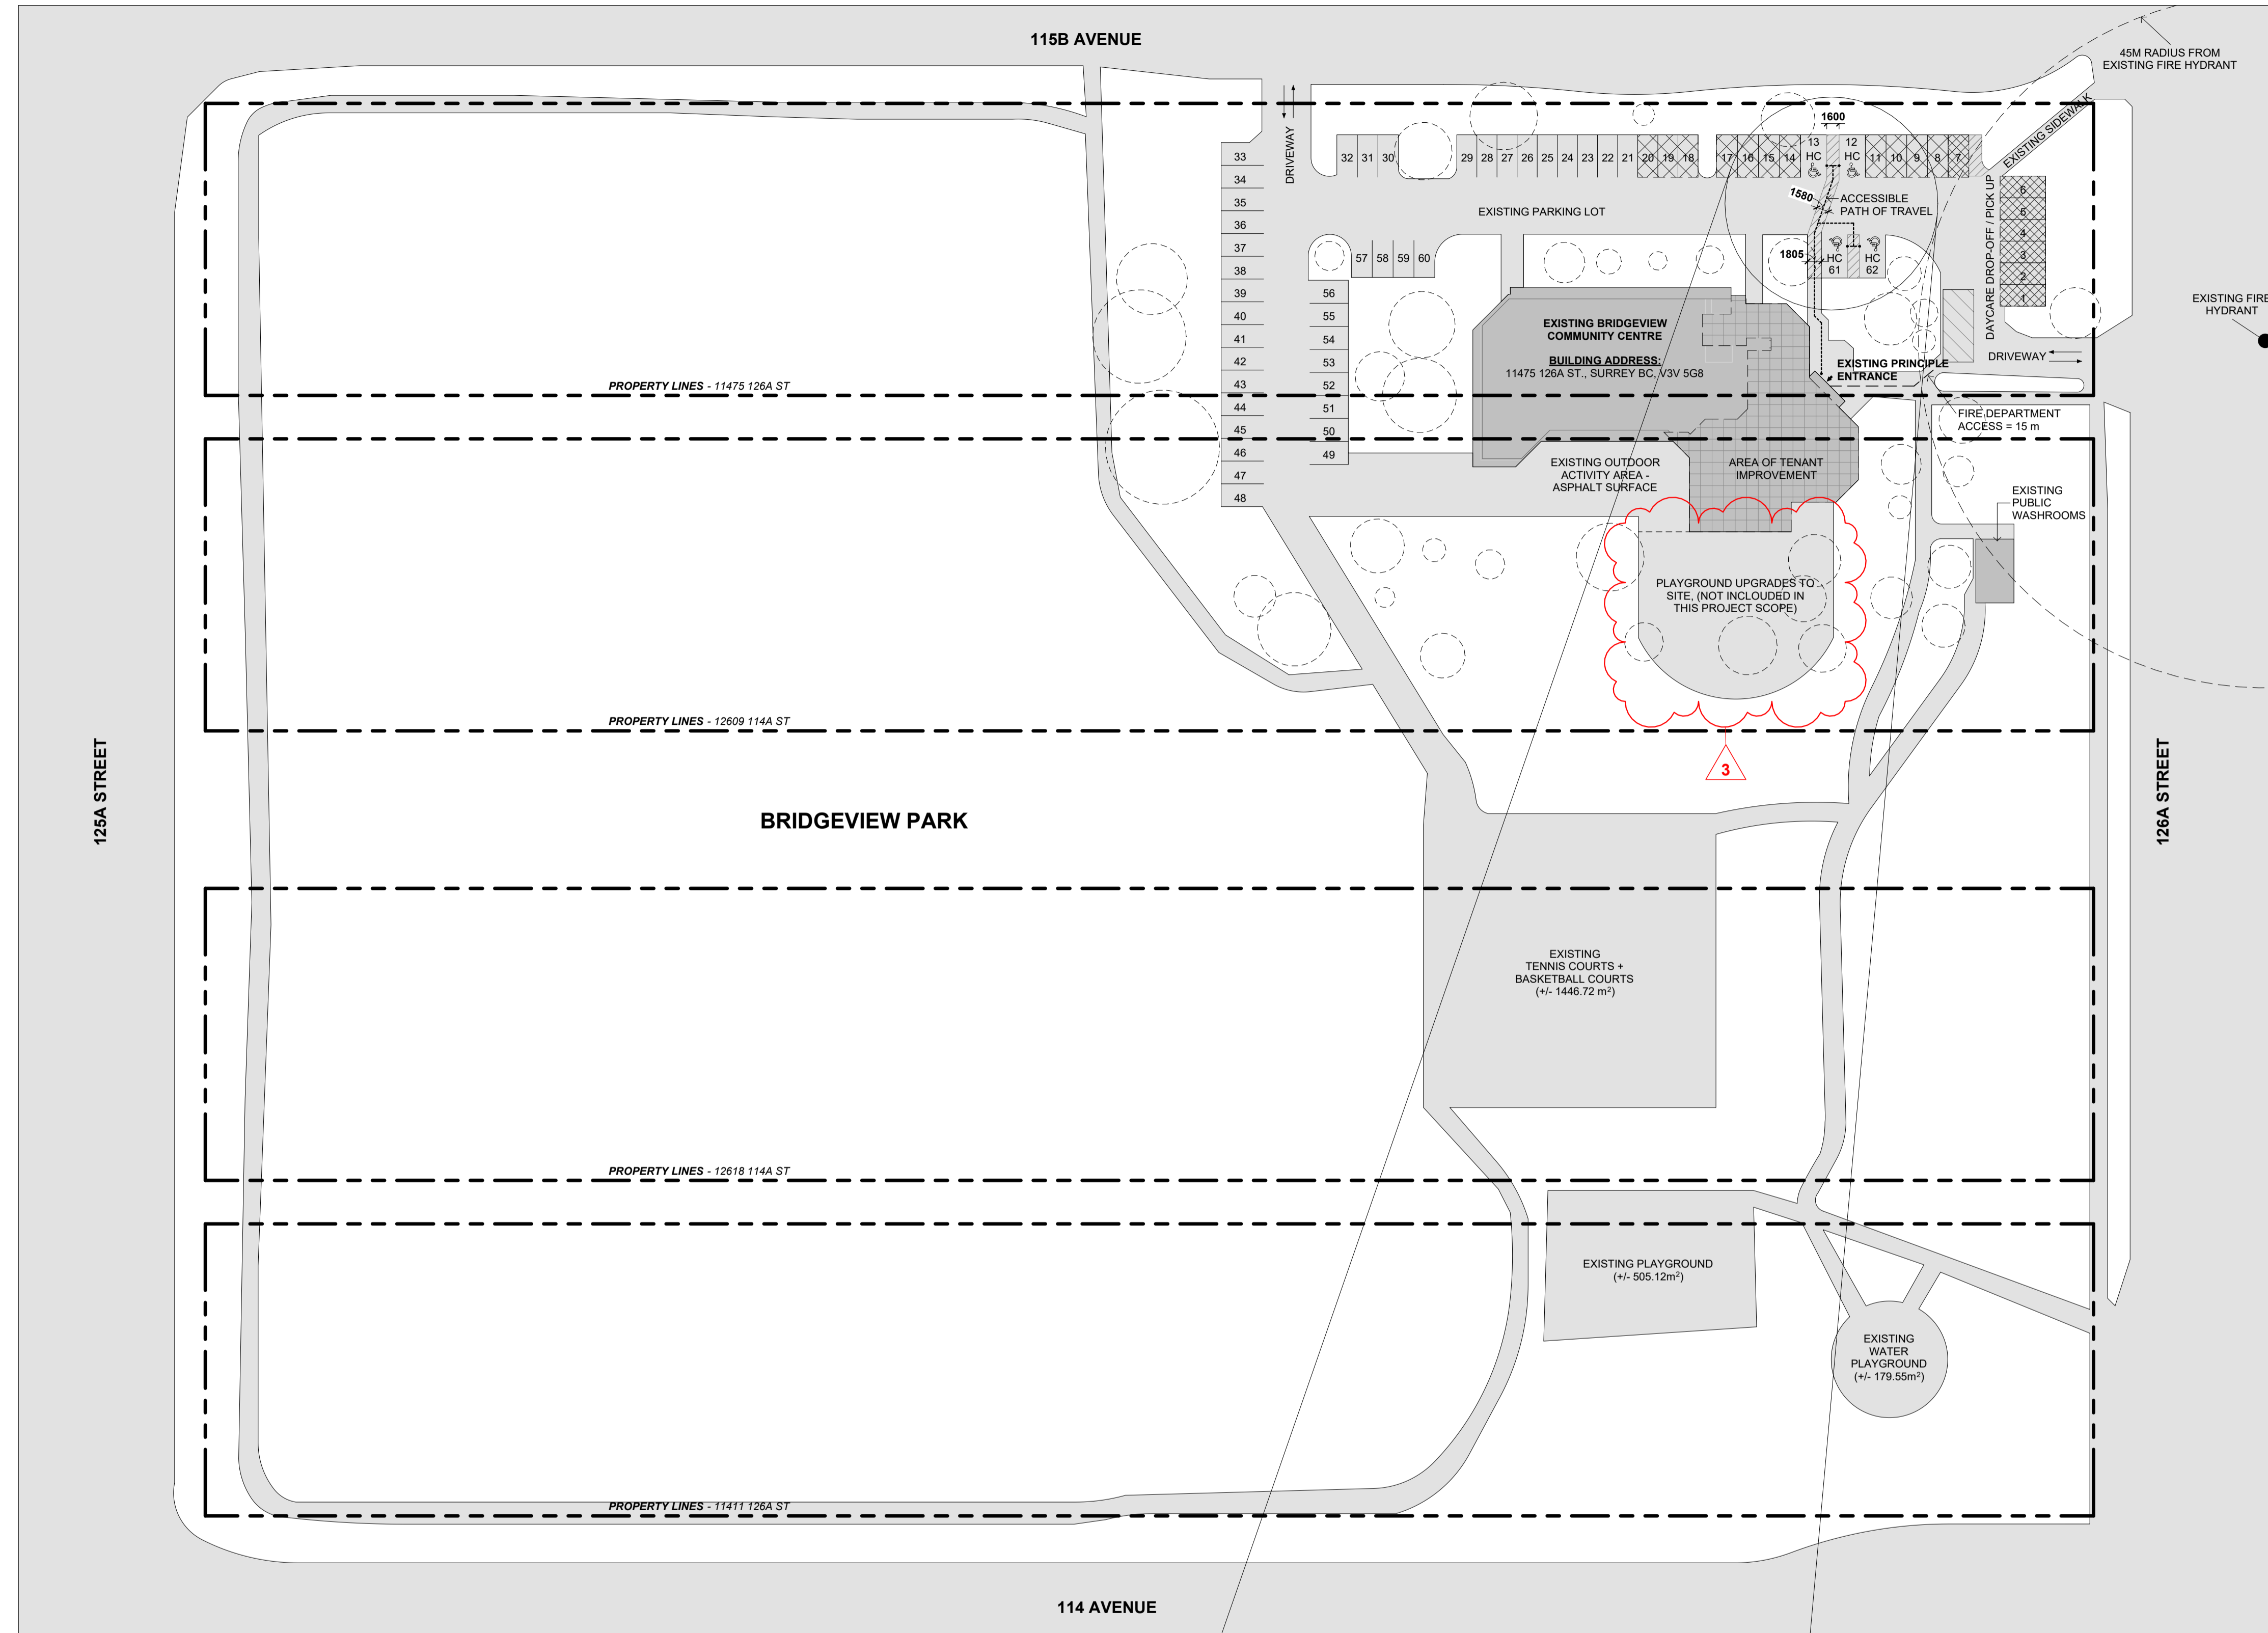 115B AVENUE
45M RADIUS FROM
EXISTING FIRE HYDRANT
EXISTING SIDEWALK
DRIVEWAY
1600
33
34
35
36
37
38
39
40
41
42
43
44
45
46
47
48
32 31 30
29 28 27 26 25 24 23 22 21 20 19 18
17 16 15 14
13
HC
12
HC
11 10 9 8 7
6
5
4
3
2
1
DAYCARE DROP-OFF / PICK UP
EXISTING PARKING LOT
1580
ACCESSIBLE
PATH OF TRAVEL
1805
HC
61
HC
62
57 58 59 60
56
55
54
53
52
51
50
49
EXISTING FIRE
HYDRANT
EXISTING BRIDGEVIEW
COMMUNITY CENTRE
BUILDING ADDRESS:
11475 126A ST., SURREY BC, V3V 5G8
EXISTING PRINCIPLE
ENTRANCE
DRIVEWAY
PROPERTY LINES - 11475 126A ST
FIRE DEPARTMENT
ACCESS = 15 m
EXISTING OUTDOOR
ACTIVITY AREA -
ASPHALT SURFACE
AREA OF TENANT
IMPROVEMENT
EXISTING
PUBLIC
WASHROOMS
PLAYGROUND UPGRADES TO
SITE, (NOT INCLOUDED IN
THIS PROJECT SCOPE)
PROPERTY LINES - 12609 114A ST
3
125A STREET
126A STREET
BRIDGEVIEW PARK
EXISTING
TENNIS COURTS +
BASKETBALL COURTS
(+/- 1446.72 m²)
PROPERTY LINES - 12618 114A ST
EXISTING PLAYGROUND
(+/- 505.12m²)
EXISTING
WATER
PLAYGROUND
(+/- 179.55m²)
PROPERTY LINES - 11411 126A ST
114 AVENUE